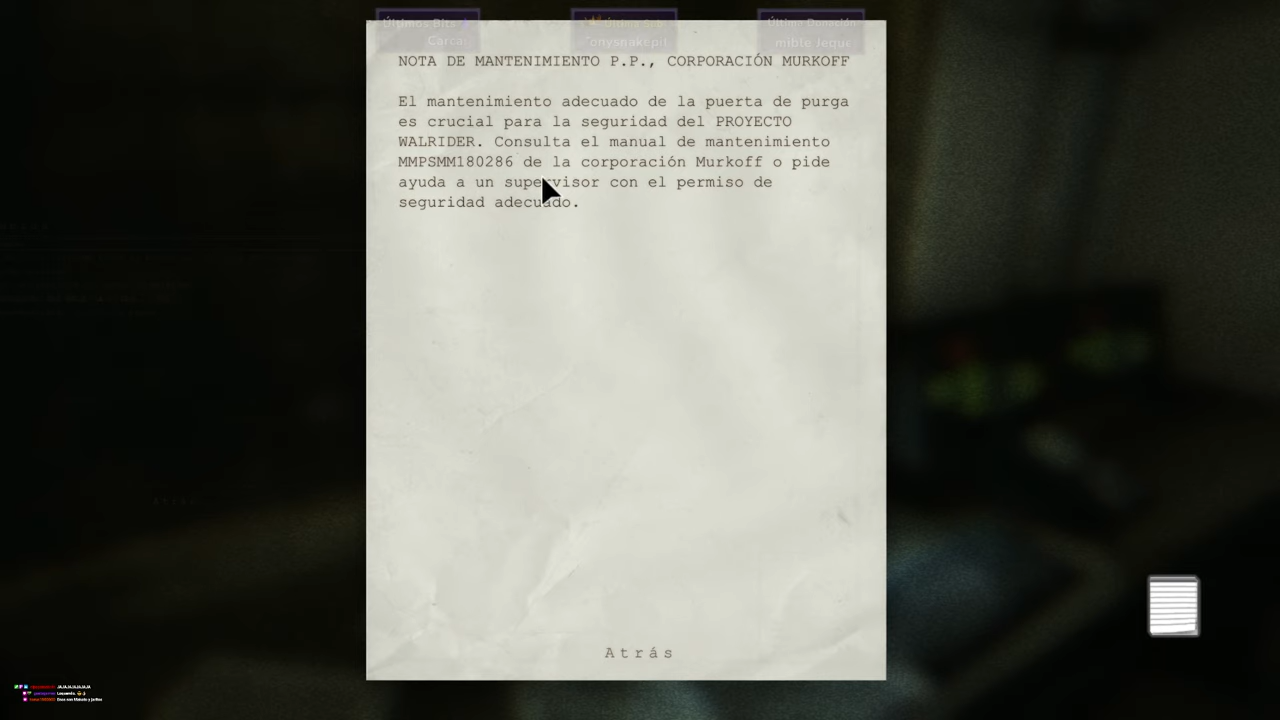 NOTA DE MANTENIMIENTO P.P., CORPORACIÓN MURKOFF
El mantenimiento adecuado de la puerta de purga
es crucial para la seguridad del PROYECTO
WALRIDER. Consulta el manual de mantenimiento
MMPSMM180286 de la corporación Murkoff o pide
ayuda a un supervisor con el permiso de
seguridad adecuado.
Atrás